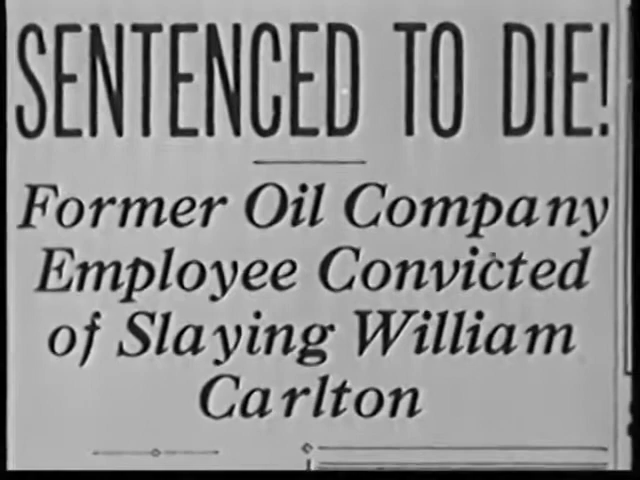 SENTENCED TO DIE!
Former Oil Company
Employee Convicted
of Slaying William
Carlton